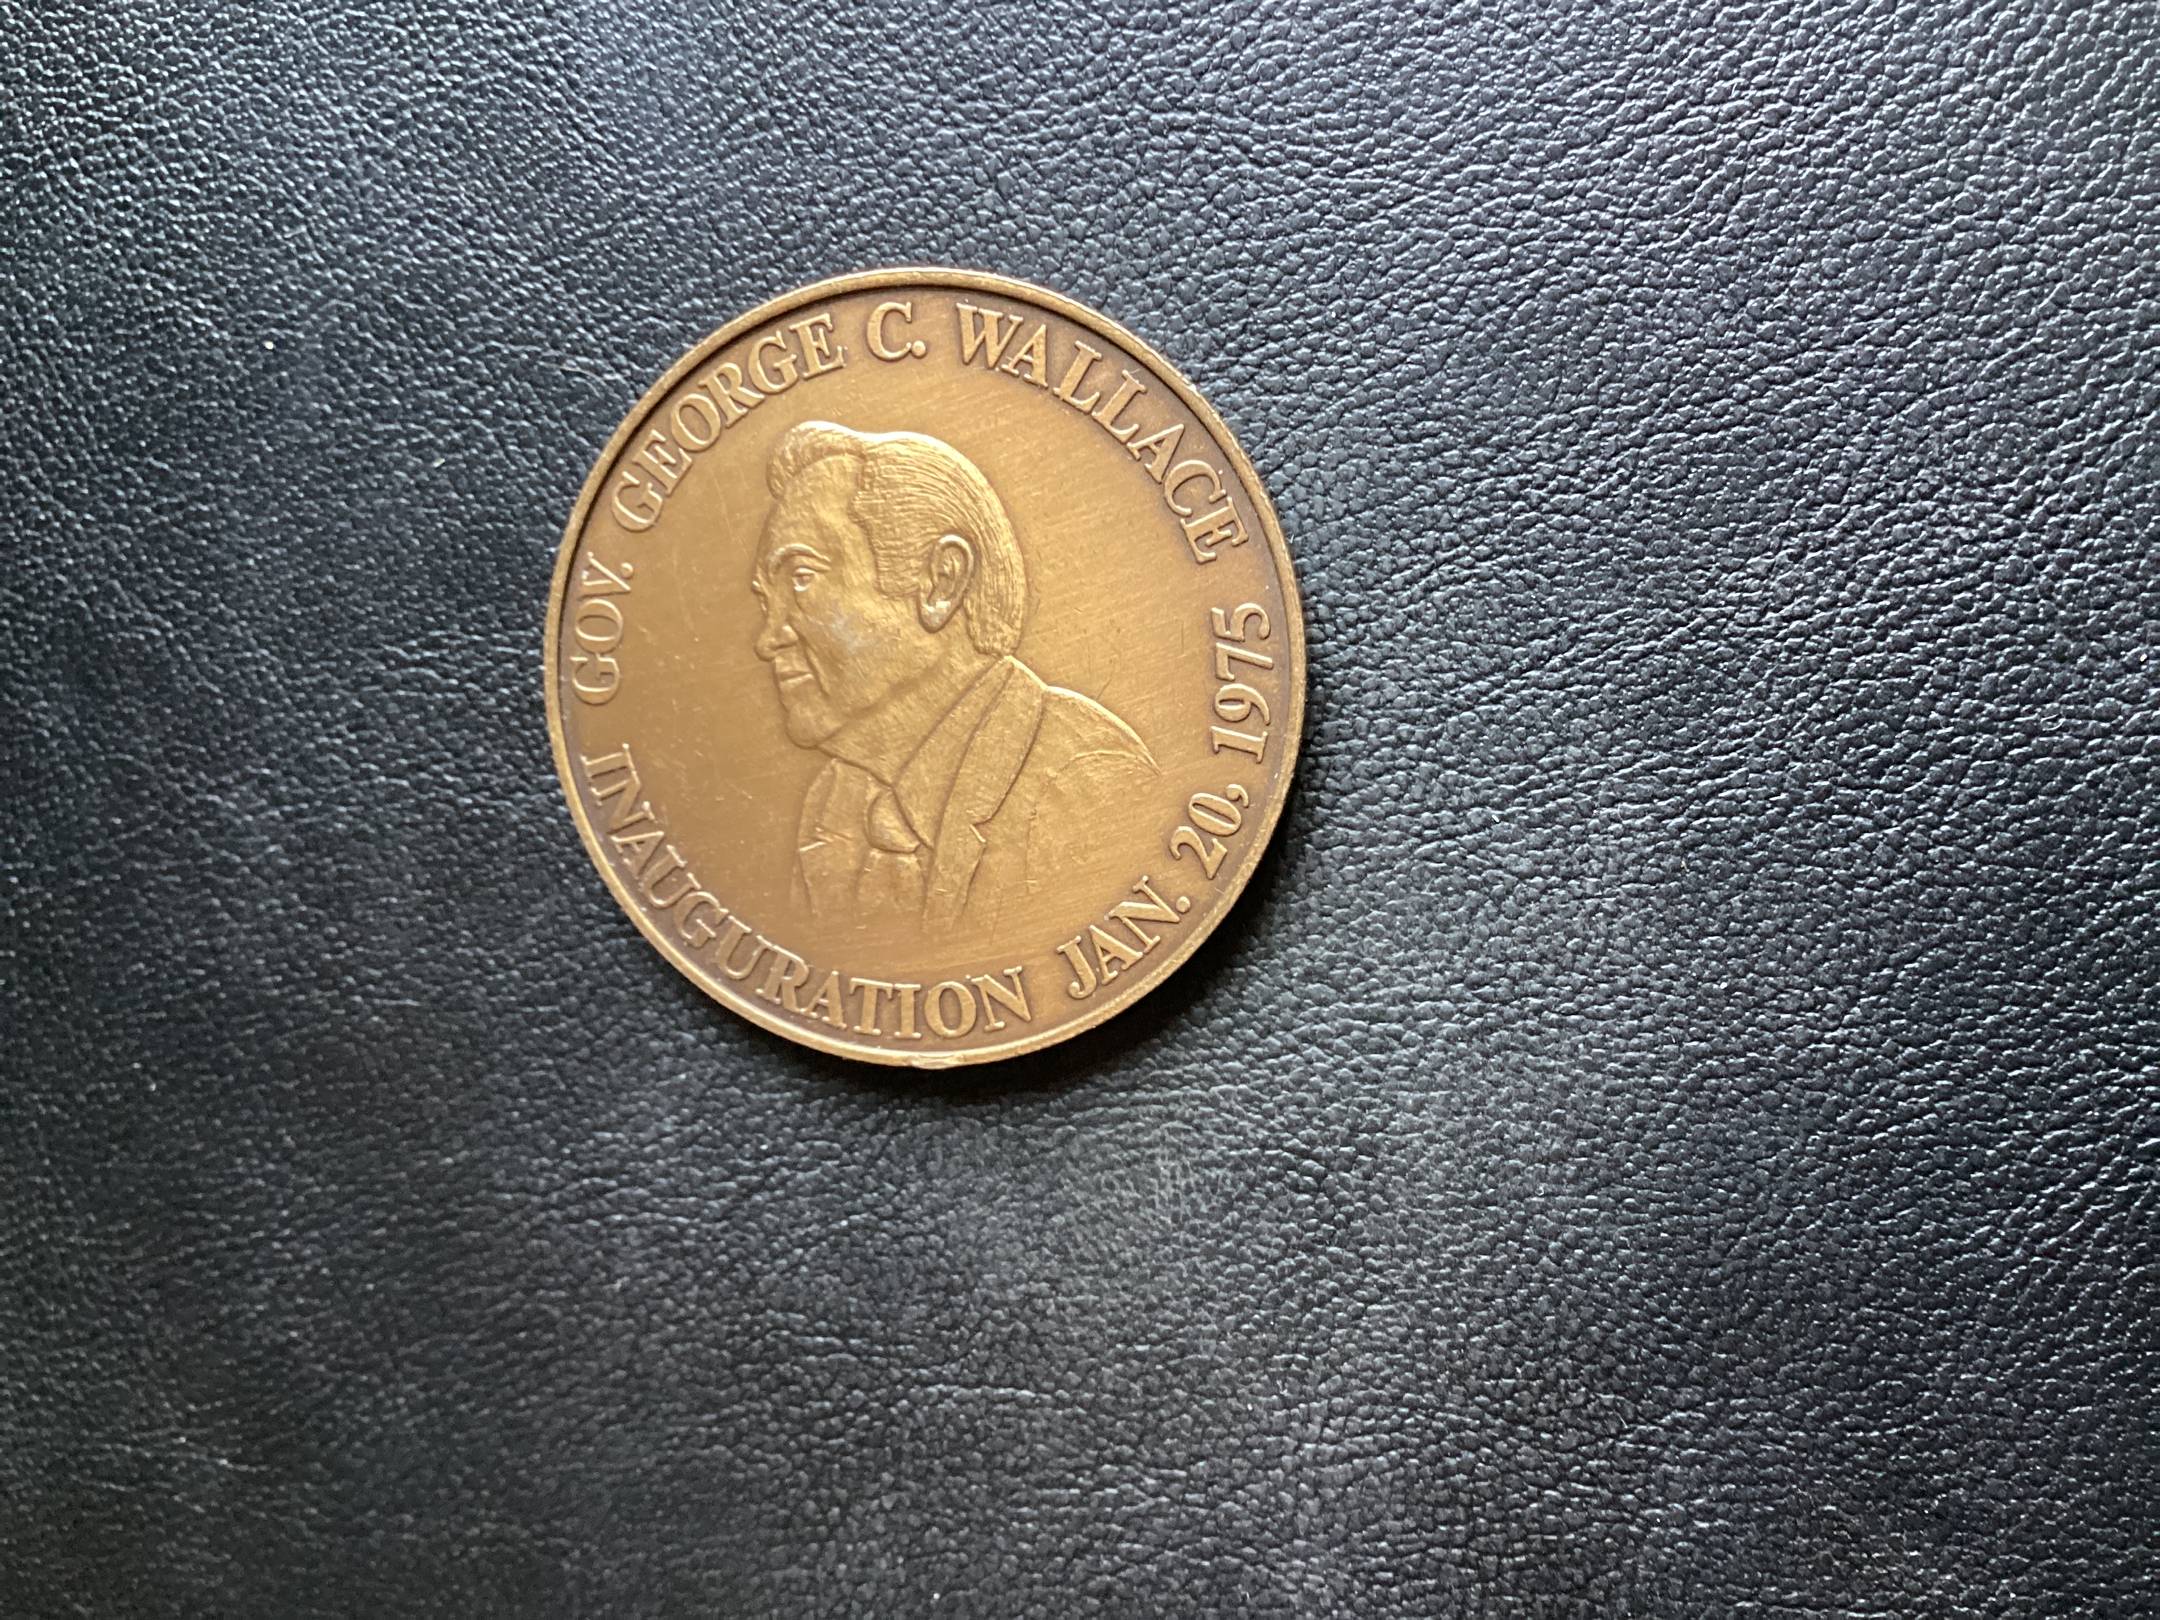 GOV. GEORGE C. WALLACE
INAUGURATION JAN. 20, 1975